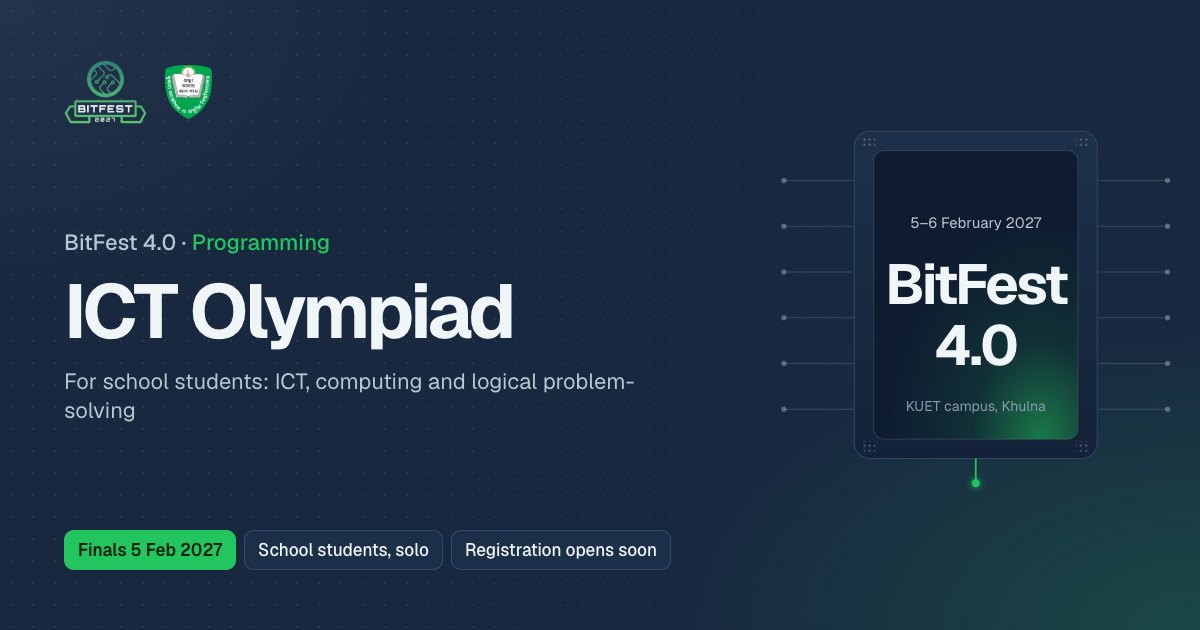 BITFEST
2027
BitFest 4.0 · Programming
ICT Olympiad
For school students: ICT, computing and logical problem-
solving
Finals 5 Feb 2027
School students, solo
Registration opens soon
5–6 February 2027
BitFest
4.0
KUET campus, Khulna